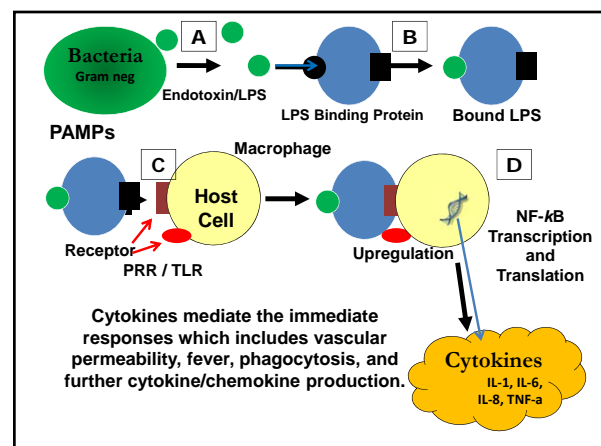 A
B
Bacteria
Gram neg
Endotoxin/LPS
LPS Binding Protein
Bound LPS
PAMPs
C
Macrophage
D
Host
Cell
NF-kB
Transcription
and
Translation
Receptor
PRR / TLR
Upregulation
Cytokines mediate the immediate
responses which includes vascular
permeability, fever, phagocytosis, and
further cytokine/chemokine production.
Cytokines
IL-1, IL-6,
IL-8, TNF-a